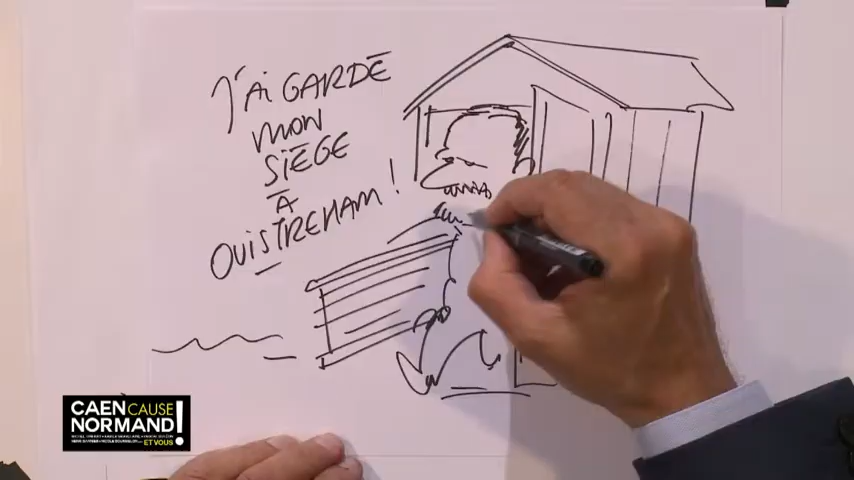 J'AI GARDÉ
MON
SIÈGE
À
OUISTREHAM!
CAEN CAUSE
NORMAND!
ET VOUS